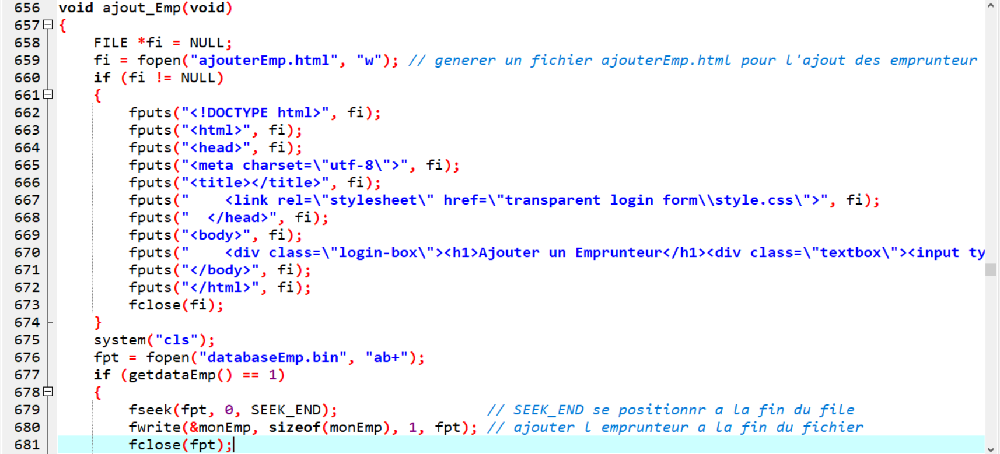 656 void ajout_Emp(void)
657 {
658 FILE *fi = NULL;
659 fi = fopen("ajouterEmp.html", "w"); // generer un fichier ajouterEmp.html pour l'ajout des emprunteur
660 if (fi != NULL)
661 {
662 fputs("<!DOCTYPE html>", fi);
663 fputs("<html>", fi);
664 fputs("<head>", fi);
665 fputs("<meta charset=\"utf-8\">", fi);
666 fputs("<title></title>", fi);
667 fputs("    <link rel=\"stylesheet\" href=\"transparent login form\\style.css\">", fi);
668 fputs("  </head>", fi);
669 fputs("<body>", fi);
670 fputs("    <div class=\"login-box\"><h1>Ajouter un Emprunteur</h1><div class=\"textbox\"><input ty
671 fputs("</body>", fi);
672 fputs("</html>", fi);
673 fclose(fi);
674 }
675 system("cls");
676 fpt = fopen("databaseEmp.bin", "ab+");
677 if (getdataEmp() == 1)
678 {
679 fseek(fpt, 0, SEEK_END); // SEEK_END se positionnr a la fin du file
680 fwrite(&monEmp, sizeof(monEmp), 1, fpt); // ajouter l emprunteur a la fin du fichier
681 fclose(fpt);